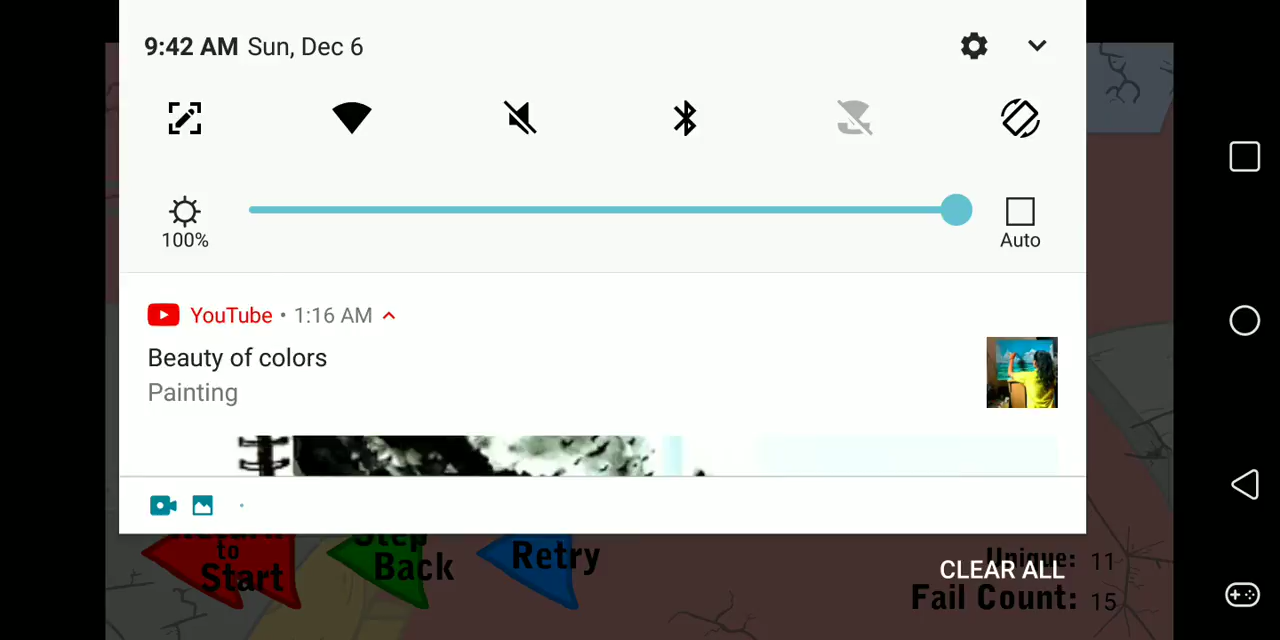 9:42 AM Sun, Dec 6
100%
Auto
YouTube • 1:16 AM
Beauty of colors
Painting
Return
to
Start
Step
Back
Retry
CLEAR ALL
Unique: 11
Fail Count: 15